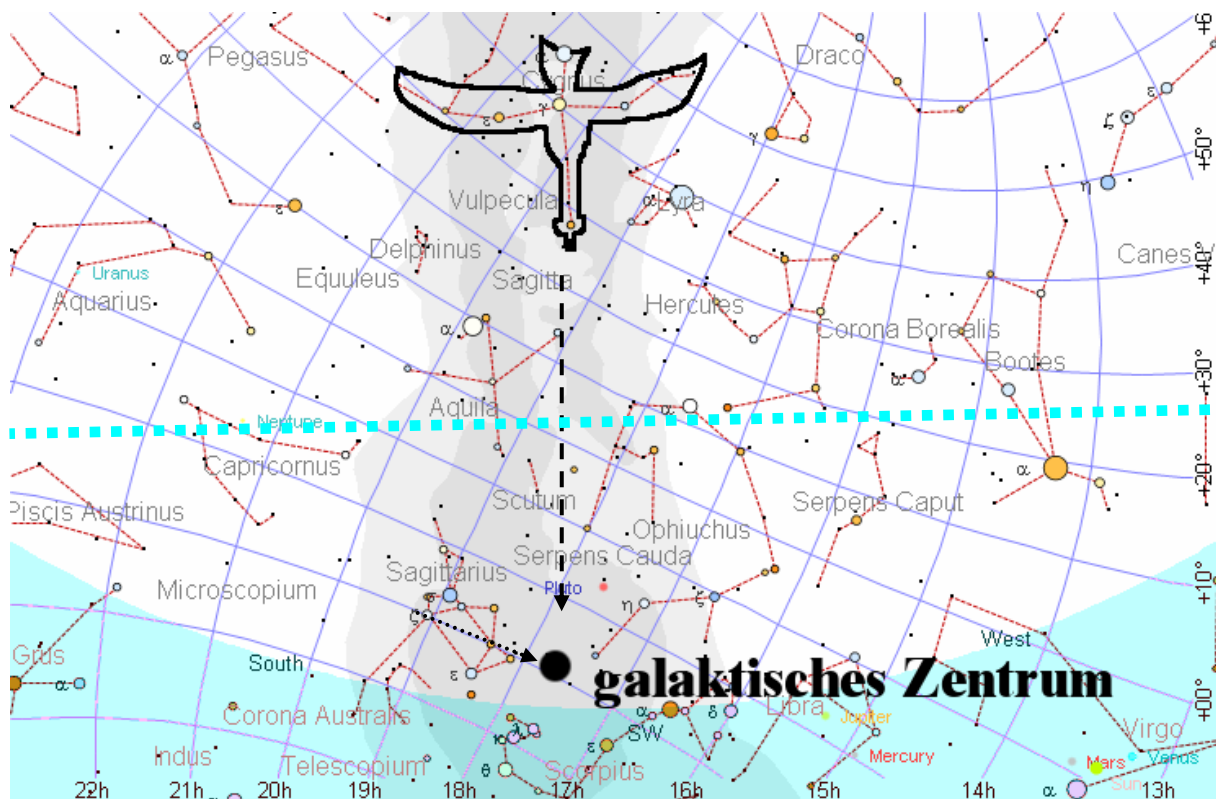 +6
α Pegasus
Draco
Cygnus
ε
ε γ
γ
ζ
+50°
η
Vulpecula
α Lyra
Delphinus
Canes
ε
Equuleus
Sagitta
+40°
Uranus
Aquarius
Hercules
α
Corona Borealis
Bootes
+30°
α
Aquila
α
Neptune
Capricornus
α
+20°
Scutum
Serpens Caput
Piscis Austrinus
Ophiuchus
Serpens Cauda
Sagittarius
Microscopium
Pluto
+10°
ζ
η
ζ
West
Grus
South
α
ε
galaktisches Zentrum
+00°
Corona Australis
α
δ
Libra
Jupiter
SW
Virgo
Indus
Telescopium
κ λ
ε
Mercury
Venus
Mars
θ
Scorpius
Sun
α
22h 21h 20h 19h 18h 17h 16h 15h 14h 13h